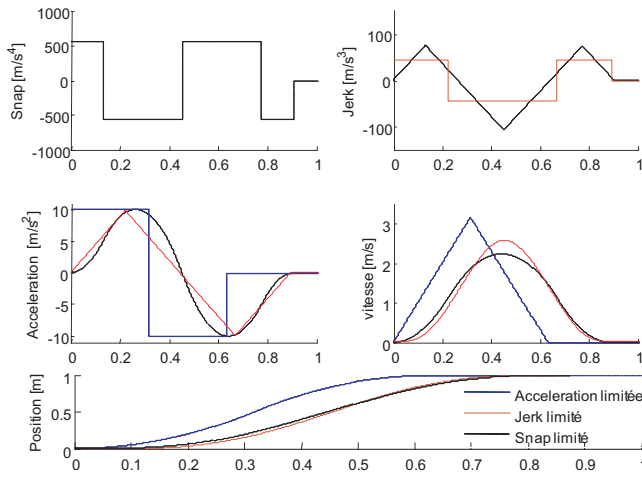 Snap [m/s⁴]
1000
500
0
-500
-1000
0 0.2 0.4 0.6 0.8 1
Jerk [m/s³]
100
0
-100
0 0.2 0.4 0.6 0.8 1
Acceleration [m/s²]
10
5
0
-5
-10
0 0.2 0.4 0.6 0.8 1
vitesse [m/s]
3
2
1
0
0 0.2 0.4 0.6 0.8 1
Position [m]
1
0.5
0
0 0.1 0.2 0.3 0.4 0.5 0.6 0.7 0.8 0.9 1
Acceleration limitée
Jerk limité
Snap limité